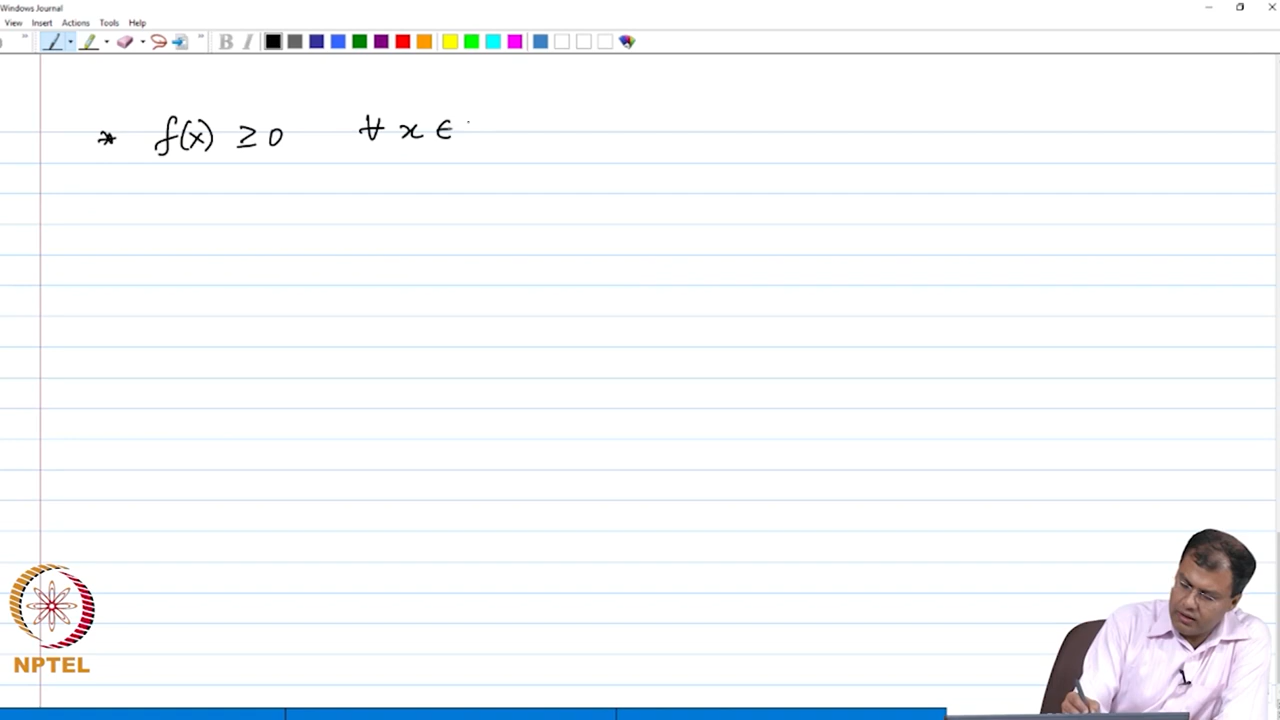 Windows Journal
View Insert Actions Tools Help
B I
* f(x) ≥ 0 ∀ x ∈
NPTEL